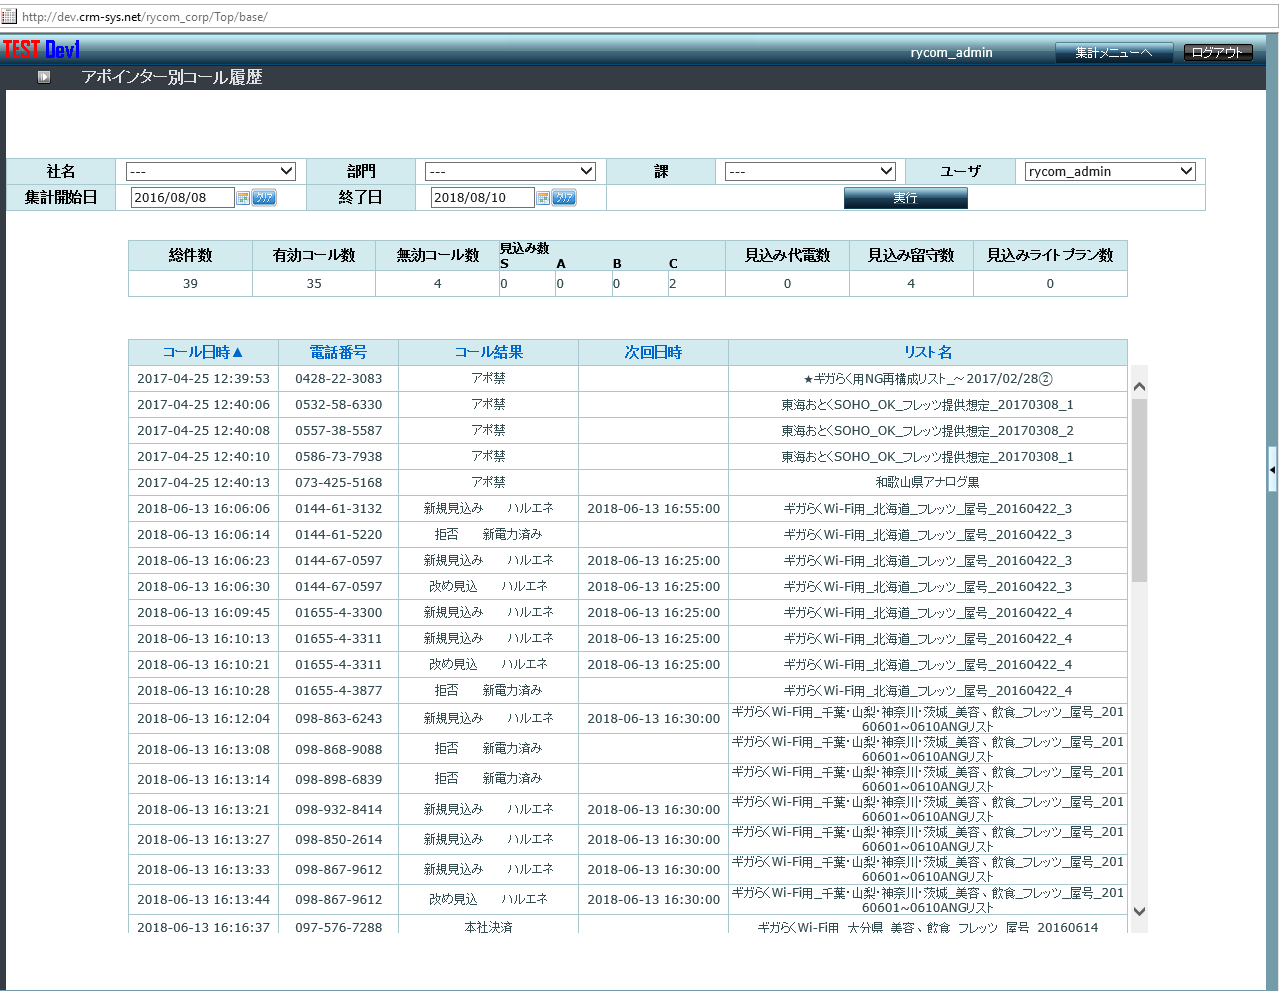 http://dev.crm-sys.net/rycom_corp/Top/base/
TEST Dev1 rycom_admin 集計メニューへ ログアウト
アポインター別コール履歴
社名 --- 部門 --- 課 --- ユーザ rycom_admin
集計開始日 2016/08/08 クリア 終了日 2018/08/10 クリア 実行
総件数 有効コール数 無効コール数 見込み数 見込み代電数 見込み留守数 見込みライトプラン数
S A B C
39 35 4 0 0 0 2 0 4 0
コール日時▲ 電話番号 コール結果 次回日時 リスト名
2017-04-25 12:39:53 0428-22-3083 アポ禁 ★ギガらく用NG再構成リスト_～2017/02/28②
2017-04-25 12:40:06 0532-58-6330 アポ禁 東海おとくSOHO_OK_フレッツ提供想定_20170308_1
2017-04-25 12:40:08 0557-38-5587 アポ禁 東海おとくSOHO_OK_フレッツ提供想定_20170308_2
2017-04-25 12:40:10 0586-73-7938 アポ禁 東海おとくSOHO_OK_フレッツ提供想定_20170308_1
2017-04-25 12:40:13 073-425-5168 アポ禁 和歌山県アナログ黒
2018-06-13 16:06:06 0144-61-3132 新規見込み ハルエネ 2018-06-13 16:55:00 ギガらくWi-Fi用_北海道_フレッツ_屋号_20160422_3
2018-06-13 16:06:14 0144-61-5220 拒否 新電力済み ギガらくWi-Fi用_北海道_フレッツ_屋号_20160422_3
2018-06-13 16:06:23 0144-67-0597 新規見込み ハルエネ 2018-06-13 16:25:00 ギガらくWi-Fi用_北海道_フレッツ_屋号_20160422_3
2018-06-13 16:06:30 0144-67-0597 改め見込 ハルエネ 2018-06-13 16:25:00 ギガらくWi-Fi用_北海道_フレッツ_屋号_20160422_3
2018-06-13 16:09:45 01655-4-3300 新規見込み ハルエネ 2018-06-13 16:25:00 ギガらくWi-Fi用_北海道_フレッツ_屋号_20160422_4
2018-06-13 16:10:13 01655-4-3311 新規見込み ハルエネ 2018-06-13 16:25:00 ギガらくWi-Fi用_北海道_フレッツ_屋号_20160422_4
2018-06-13 16:10:21 01655-4-3311 改め見込 ハルエネ 2018-06-13 16:25:00 ギガらくWi-Fi用_北海道_フレッツ_屋号_20160422_4
2018-06-13 16:10:28 01655-4-3877 拒否 新電力済み ギガらくWi-Fi用_北海道_フレッツ_屋号_20160422_4
2018-06-13 16:12:04 098-863-6243 新規見込み ハルエネ 2018-06-13 16:30:00 ギガらくWi-Fi用_千葉・山梨・神奈川・茨城_美容、飲食_フレッツ_屋号_201
60601~0610ANGリスト
2018-06-13 16:13:08 098-868-9088 拒否 新電力済み ギガらくWi-Fi用_千葉・山梨・神奈川・茨城_美容、飲食_フレッツ_屋号_201
60601~0610ANGリスト
2018-06-13 16:13:14 098-898-6839 拒否 新電力済み ギガらくWi-Fi用_千葉・山梨・神奈川・茨城_美容、飲食_フレッツ_屋号_201
60601~0610ANGリスト
2018-06-13 16:13:21 098-932-8414 新規見込み ハルエネ 2018-06-13 16:30:00 ギガらくWi-Fi用_千葉・山梨・神奈川・茨城_美容、飲食_フレッツ_屋号_201
60601~0610ANGリスト
2018-06-13 16:13:27 098-850-2614 新規見込み ハルエネ 2018-06-13 16:30:00 ギガらくWi-Fi用_千葉・山梨・神奈川・茨城_美容、飲食_フレッツ_屋号_201
60601~0610ANGリスト
2018-06-13 16:13:33 098-867-9612 新規見込み ハルエネ 2018-06-13 16:30:00 ギガらくWi-Fi用_千葉・山梨・神奈川・茨城_美容、飲食_フレッツ_屋号_201
60601~0610ANGリスト
2018-06-13 16:13:44 098-867-9612 改め見込 ハルエネ 2018-06-13 16:30:00 ギガらくWi-Fi用_千葉・山梨・神奈川・茨城_美容、飲食_フレッツ_屋号_201
60601~0610ANGリスト
2018-06-13 16:16:37 097-576-7288 本社決済 ギガらくWi-Fi用_大分県_美容、飲食_フレッツ_屋号_20160614